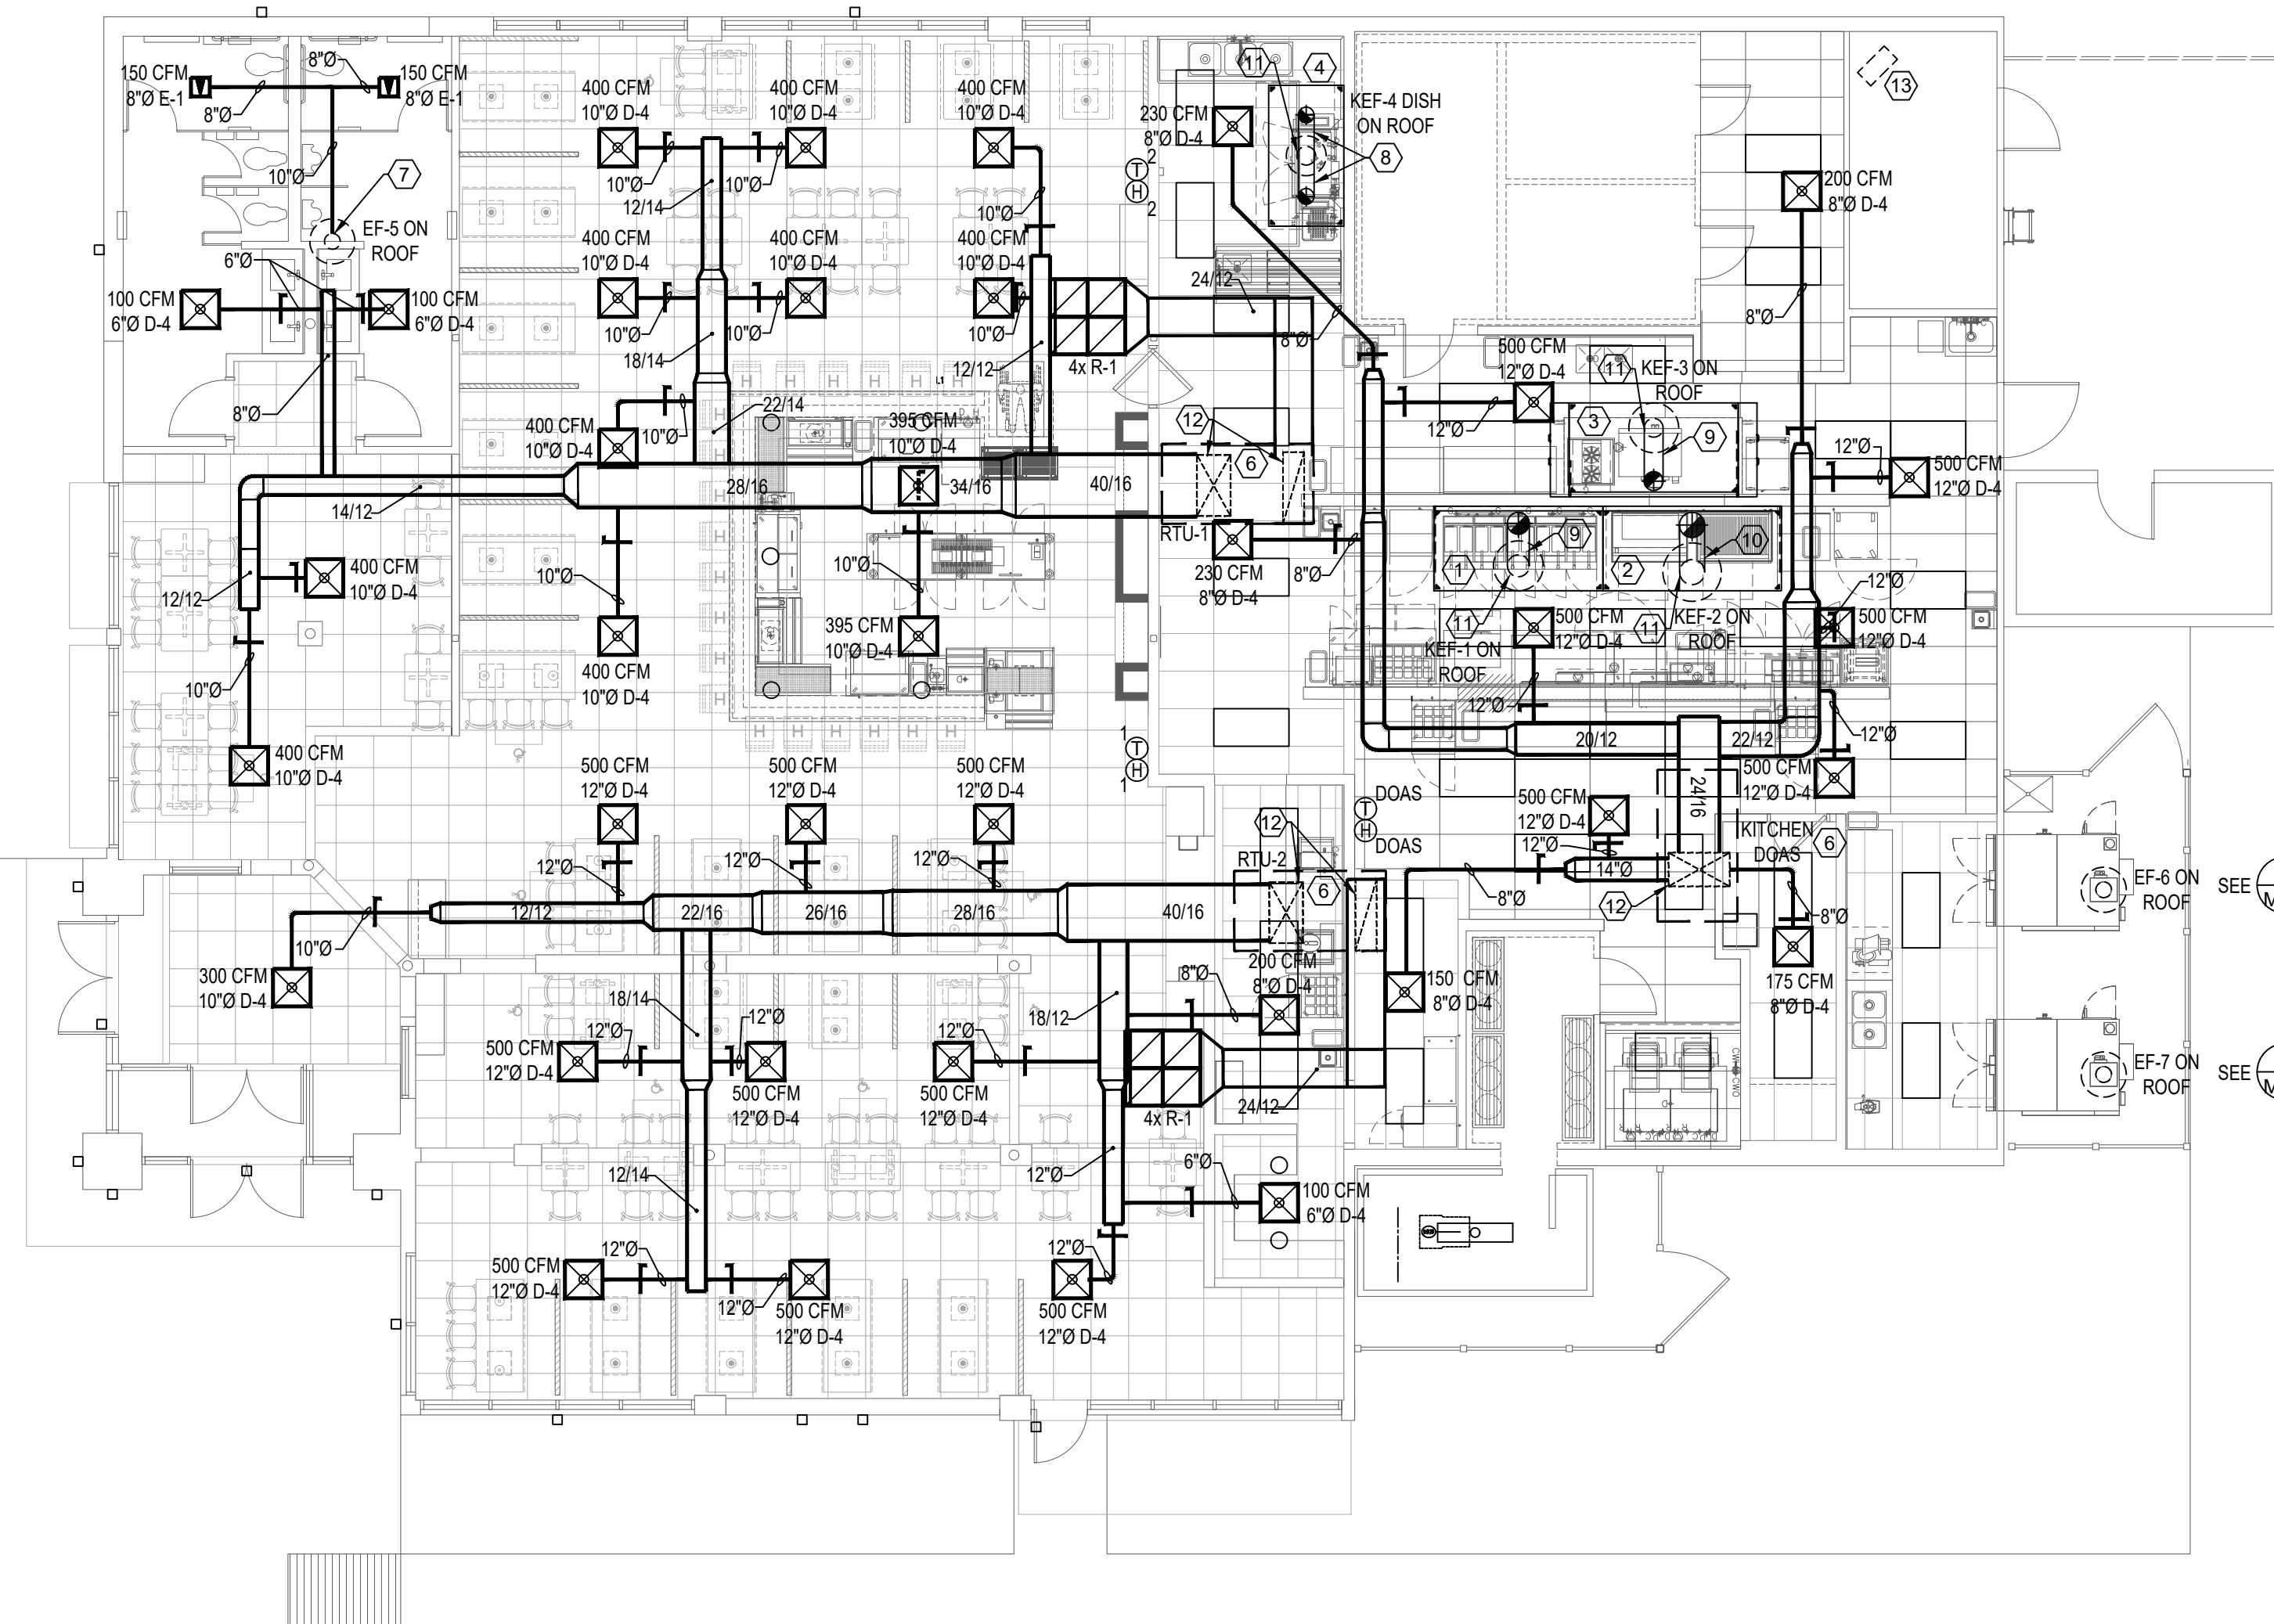 150 CFM
8"Ø E-1
8"Ø
8"Ø
150 CFM
8"Ø E-1
10"Ø
7
EF-5 ON
ROOF
6"Ø
100 CFM
6"Ø D-4
100 CFM
6"Ø D-4
8"Ø
400 CFM
10"Ø D-4
400 CFM
10"Ø D-4
400 CFM
10"Ø D-4
10"Ø
10"Ø
10"Ø
12/14
400 CFM
10"Ø D-4
400 CFM
10"Ø D-4
400 CFM
10"Ø D-4
10"Ø
10"Ø
10"Ø
18/14
12/12
4x R-1
22/14
400 CFM
10"Ø D-4
10"Ø
395 CFM
10"Ø D-4
L1
28/16
34/16
40/16
14/12
12/12
400 CFM
10"Ø D-4
10"Ø
400 CFM
10"Ø D-4
10"Ø
400 CFM
10"Ø D-4
10"Ø
395 CFM
10"Ø D-4
H H H H H H
H H H H H H
H H H H H H
2
T
H
2
230 CFM
8"Ø D-4
11
4
KEF-4 DISH
ON ROOF
8
24/12
8"Ø
12
6
RTU-1
230 CFM
8"Ø D-4
8"Ø
500 CFM
12"Ø D-4
12"Ø
11
KEF-3 ON
ROOF
3
9
13
200 CFM
8"Ø D-4
8"Ø
12"Ø
500 CFM
12"Ø D-4
1
9
2
10
11
KEF-1 ON
ROOF
500 CFM
12"Ø D-4
12"Ø
11
KEF-2 ON
ROOF
12"Ø
500 CFM
12"Ø D-4
12"Ø
20/12
22/12
24/16
500 CFM
12"Ø D-4
1
T
H
1
DOAS
T
H
DOAS
500 CFM
12"Ø D-4
12"Ø
14"Ø
KITCHEN
DOAS
6
12
8"Ø
8"Ø
150 CFM
8"Ø D-4
175 CFM
8"Ø D-4
EF-6 ON
ROOF
SEE
M
EF-7 ON
ROOF
SEE
M
500 CFM
12"Ø D-4
500 CFM
12"Ø D-4
500 CFM
12"Ø D-4
12"Ø
12"Ø
12"Ø
12
RTU-2
6
12/12
22/16
26/16
28/16
40/16
10"Ø
300 CFM
10"Ø D-4
200 CFM
8"Ø D-4
8"Ø
18/14
18/12
12"Ø
12"Ø
12"Ø
500 CFM
12"Ø D-4
500 CFM
12"Ø D-4
500 CFM
12"Ø D-4
4x R-1
24/12
12/14
12"Ø
6"Ø
100 CFM
6"Ø D-4
12"Ø
500 CFM
12"Ø D-4
12"Ø
500 CFM
12"Ø D-4
12"Ø
500 CFM
12"Ø D-4